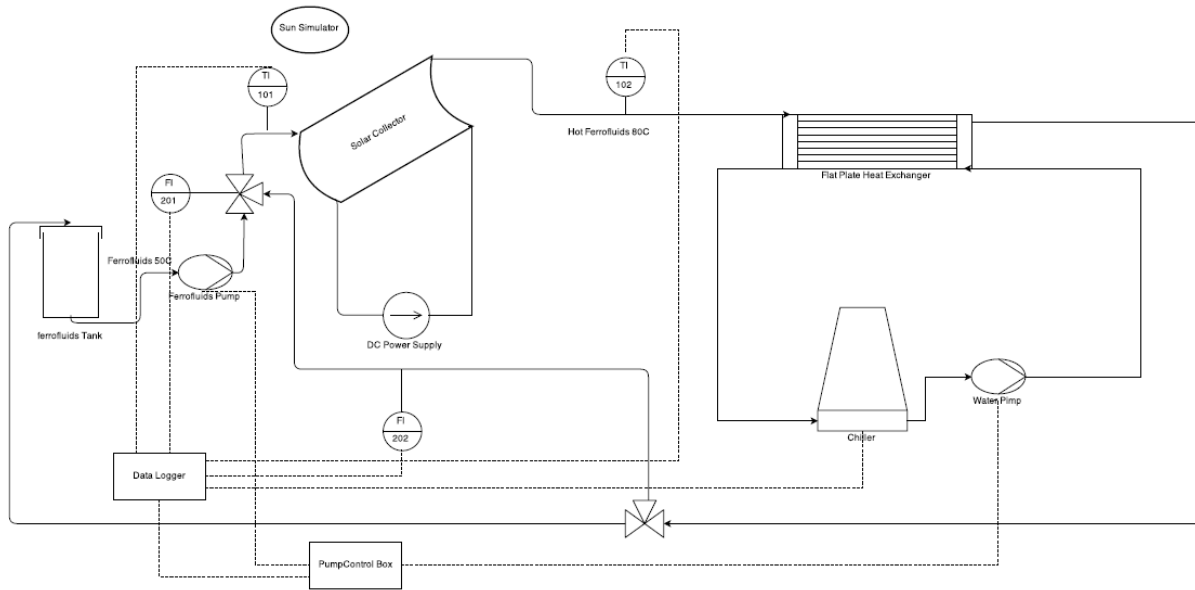 Sun Simulator
TI
101
TI
102
Solar Collector
Hot Ferrofluids 80C
Flat Plate Heat Exchanger
FI
201
Ferrofluids 50C
Ferrofluids Pump
ferrofluids Tank
DC Power Supply
Water Pimp
Chiller
FI
202
Data Logger
PumpControl Box